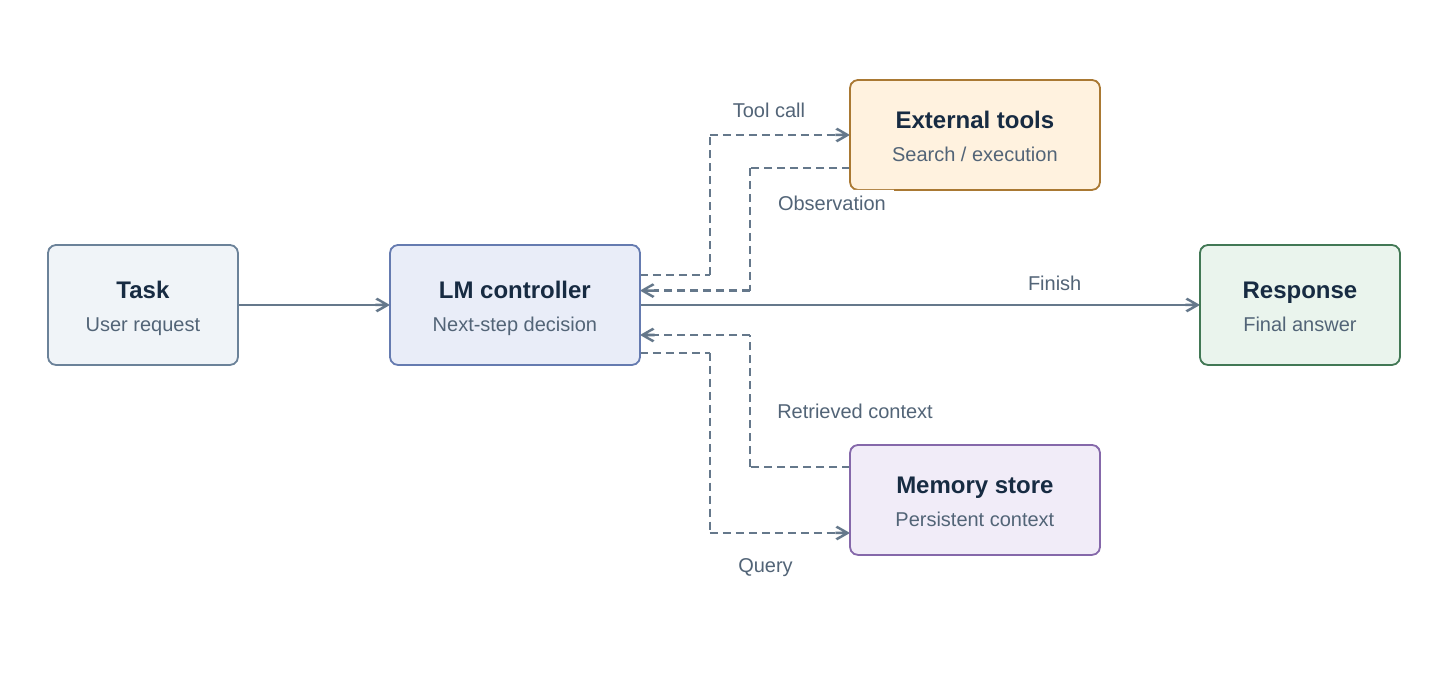 Tool call
External tools
Search / execution
Observation
Task
User request
LM controller
Next-step decision
Finish
Response
Final answer
Retrieved context
Memory store
Persistent context
Query